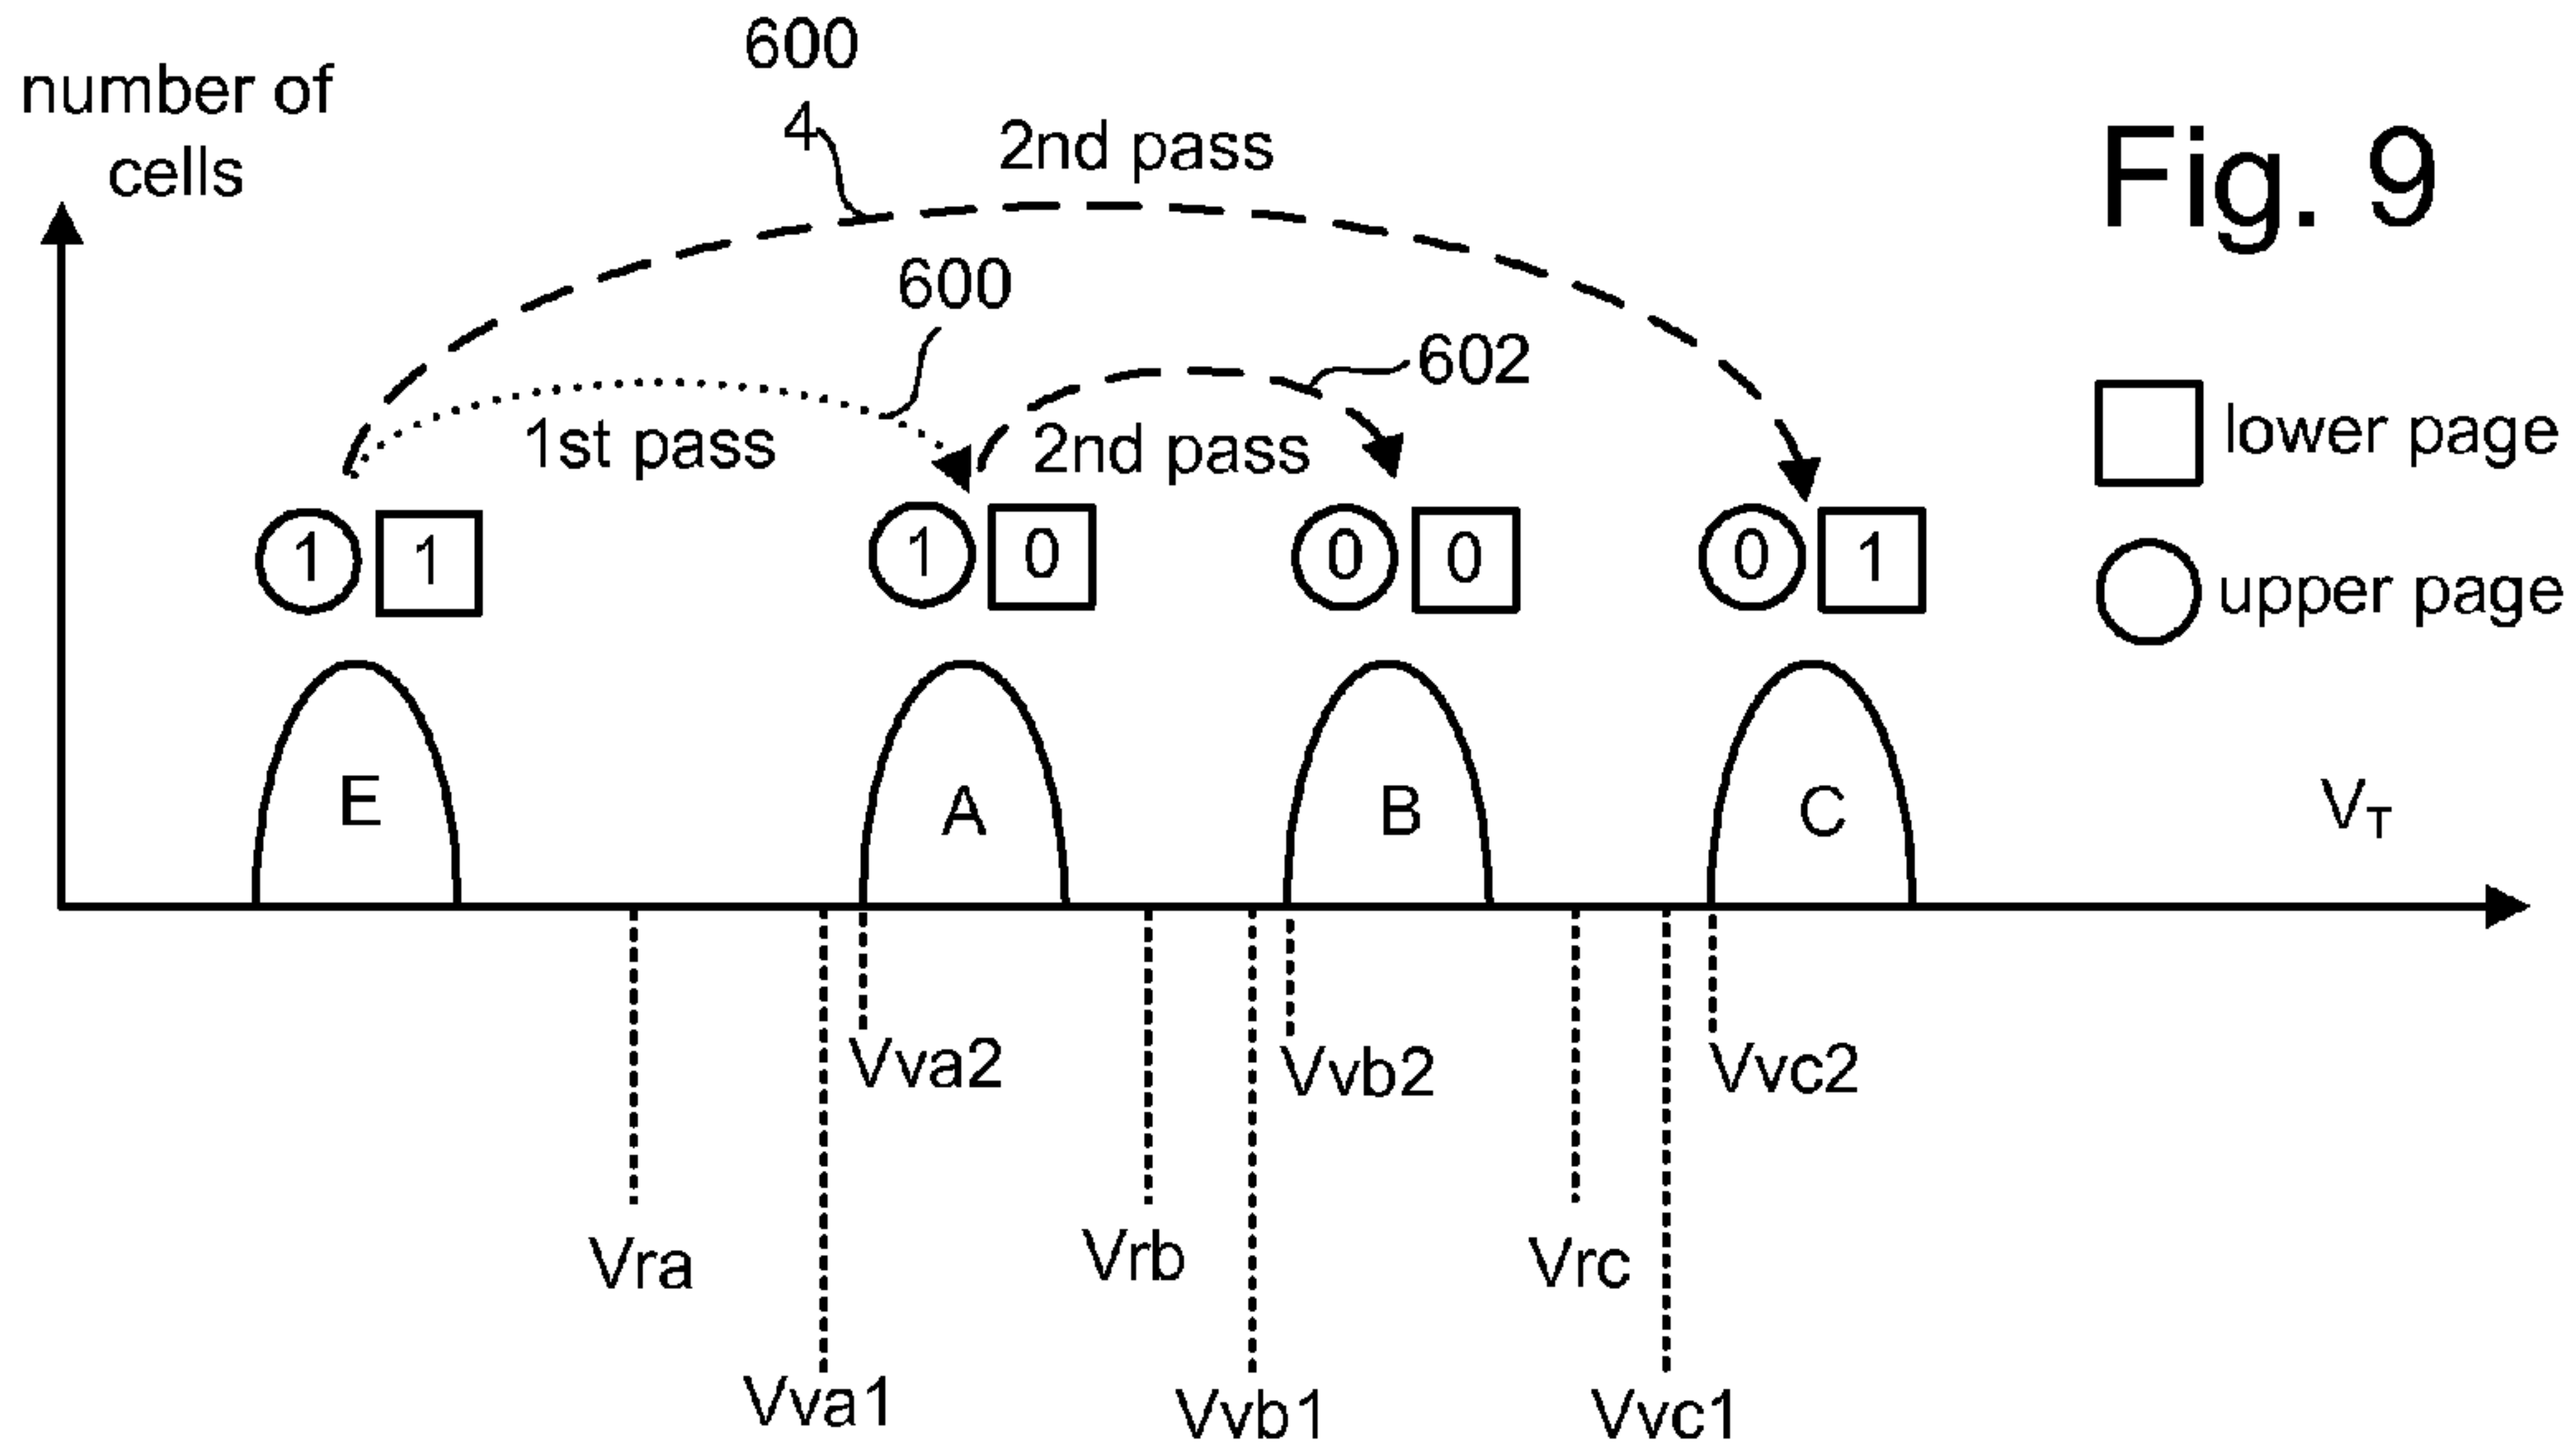 600
4
number of
cells
2nd pass
Fig. 9
600
602
1st pass
2nd pass
lower page
upper page
1 1
1 0
0 0
0 1
E
A
B
C
VT
Vva2
Vvb2
Vvc2
Vra
Vrb
Vrc
Vva1
Vvb1
Vvc1